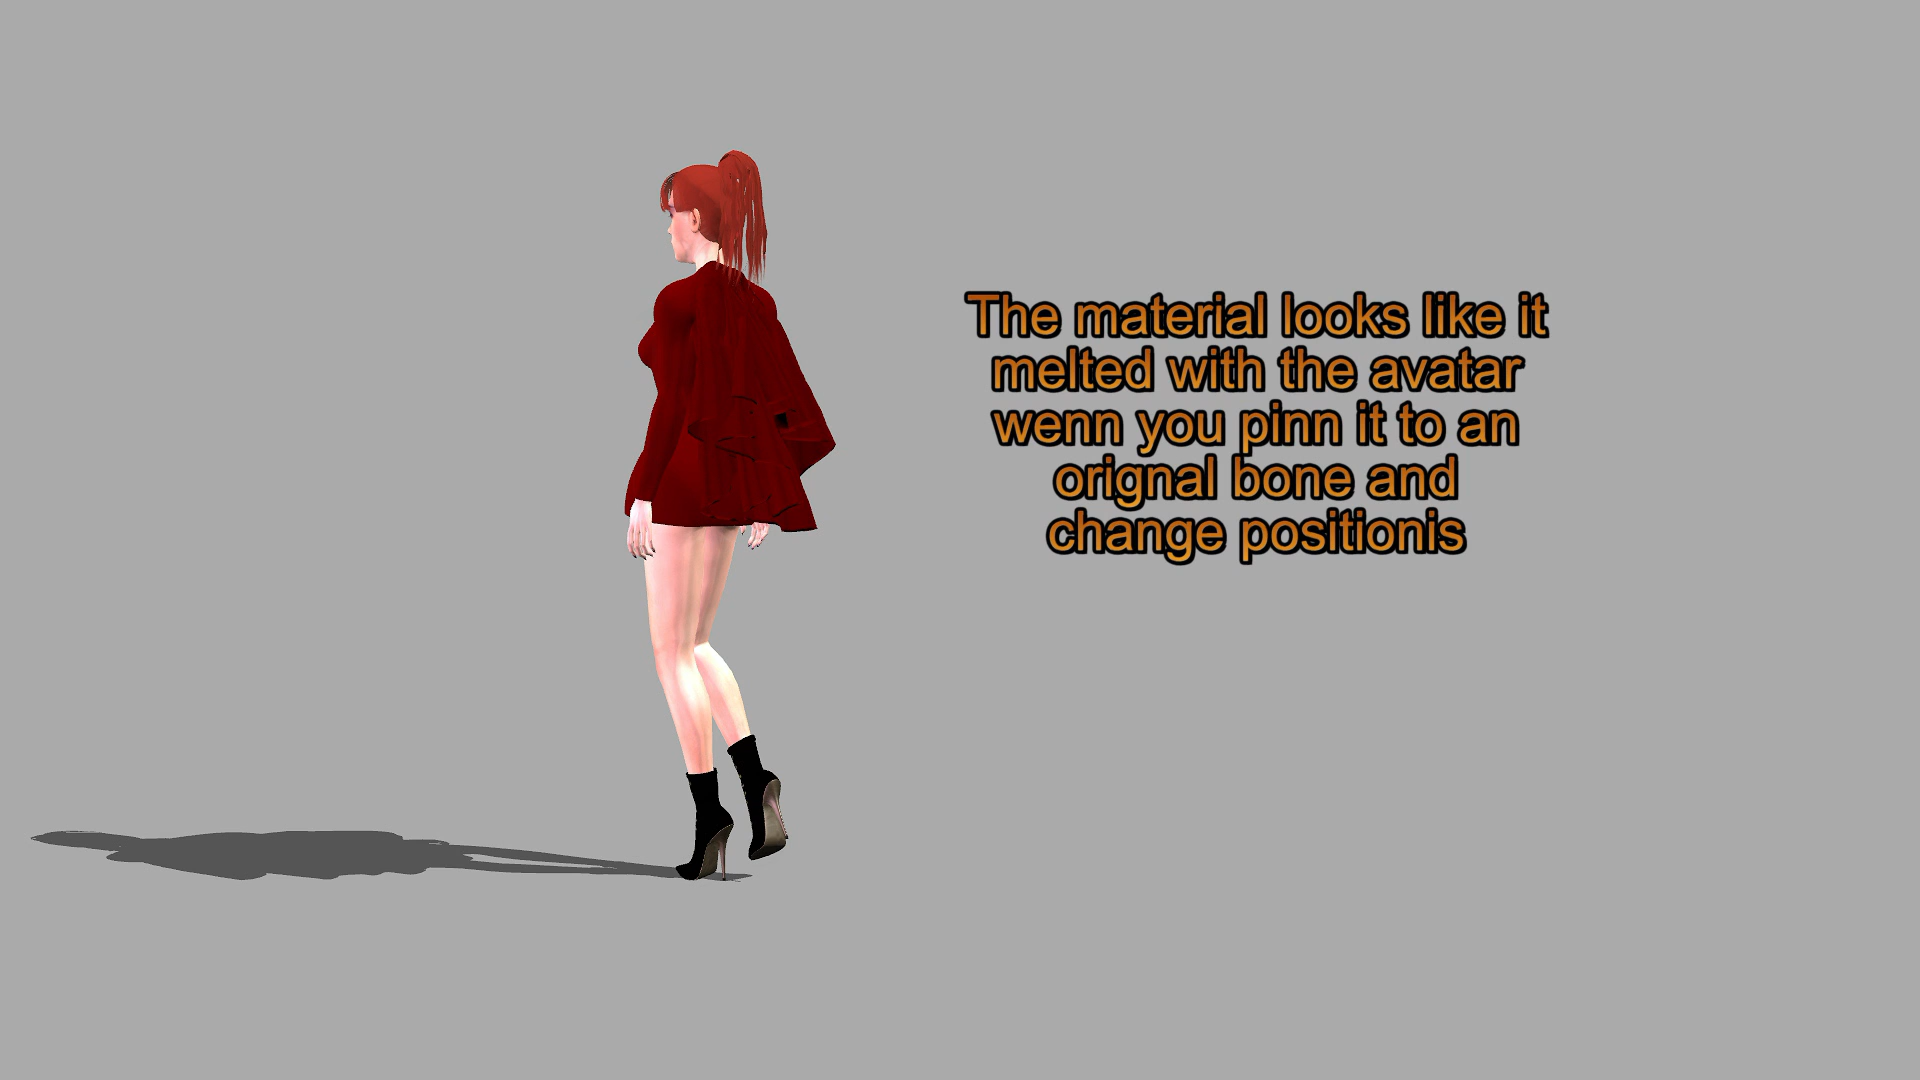 The material looks like it
melted with the avatar
wenn you pinn it to an
orignal bone and
change positionis